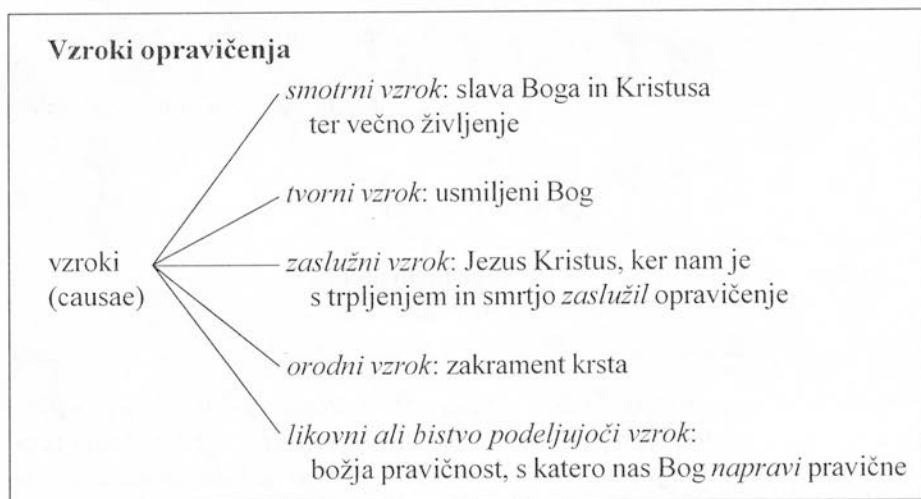 Vzroki opravičenja
smotrni vzrok: slava Boga in Kristusa
ter večno življenje
tvorni vzrok: usmiljeni Bog
vzroki
(causae)
zaslužni vzrok: Jezus Kristus, ker nam je
s trpljenjem in smrtjo zaslužil opravičenje
orodni vzrok: zakrament krsta
likovni ali bistvo podeljujoči vzrok:
božja pravičnost, s katero nas Bog napravi pravične